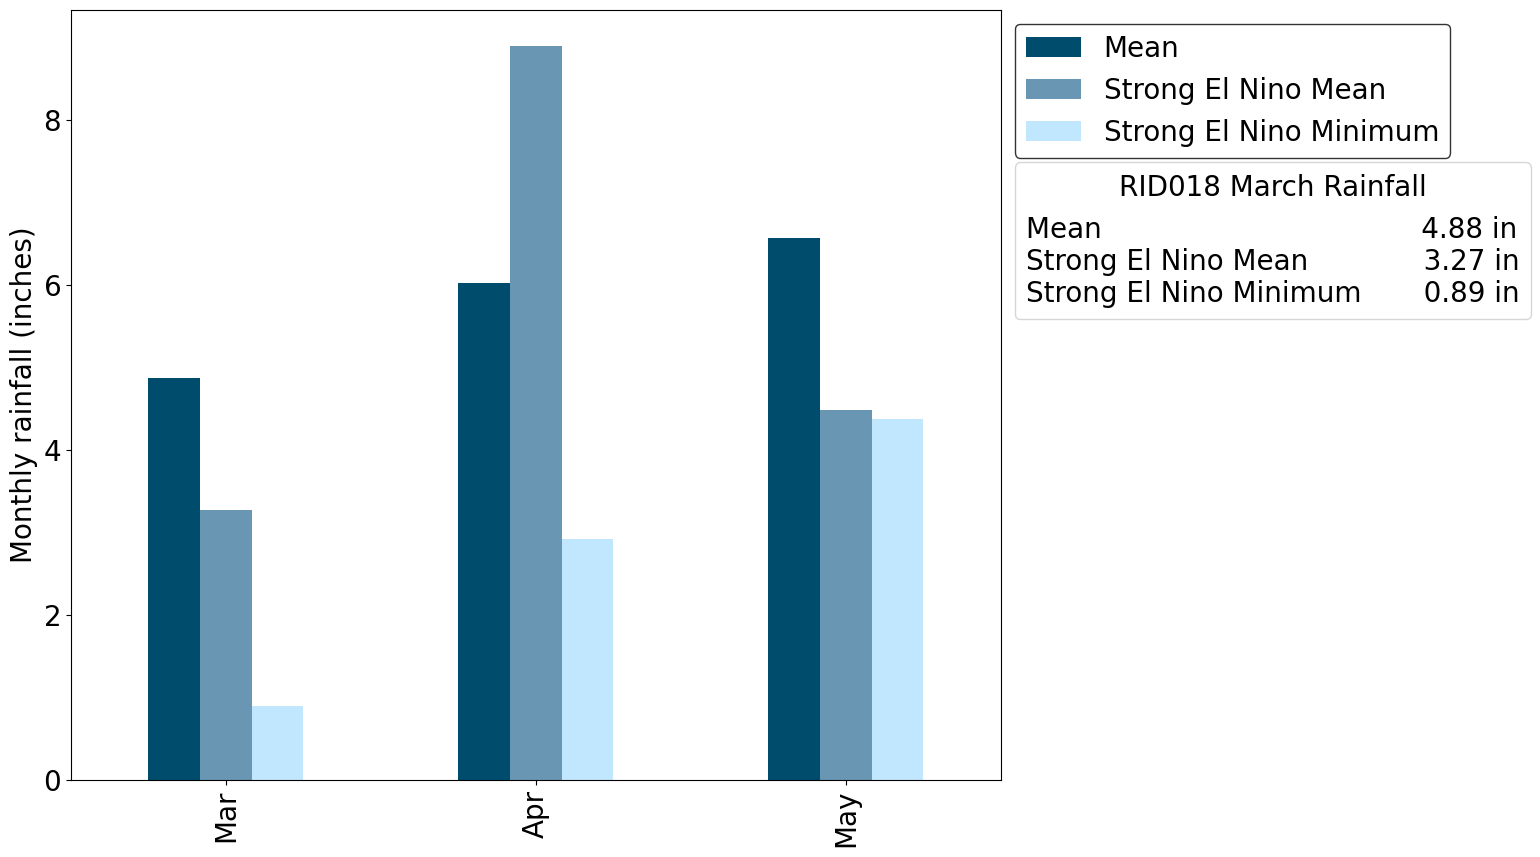 Monthly rainfall (inches)
8
6
4
2
0
Mar
Apr
May
Mean
Strong El Nino Mean
Strong El Nino Minimum
RID018 March Rainfall
Mean 4.88 in
Strong El Nino Mean 3.27 in
Strong El Nino Minimum 0.89 in